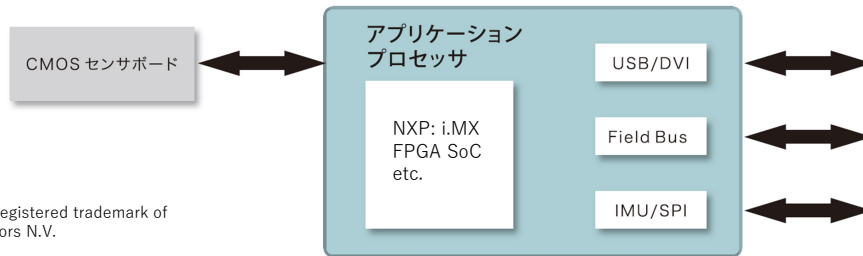 CMOS センサボード
アプリケーション
プロセッサ
NXP: i.MX
FPGA SoC
etc.
USB/DVI
Field Bus
IMU/SPI
registered trademark of
ors N.V.